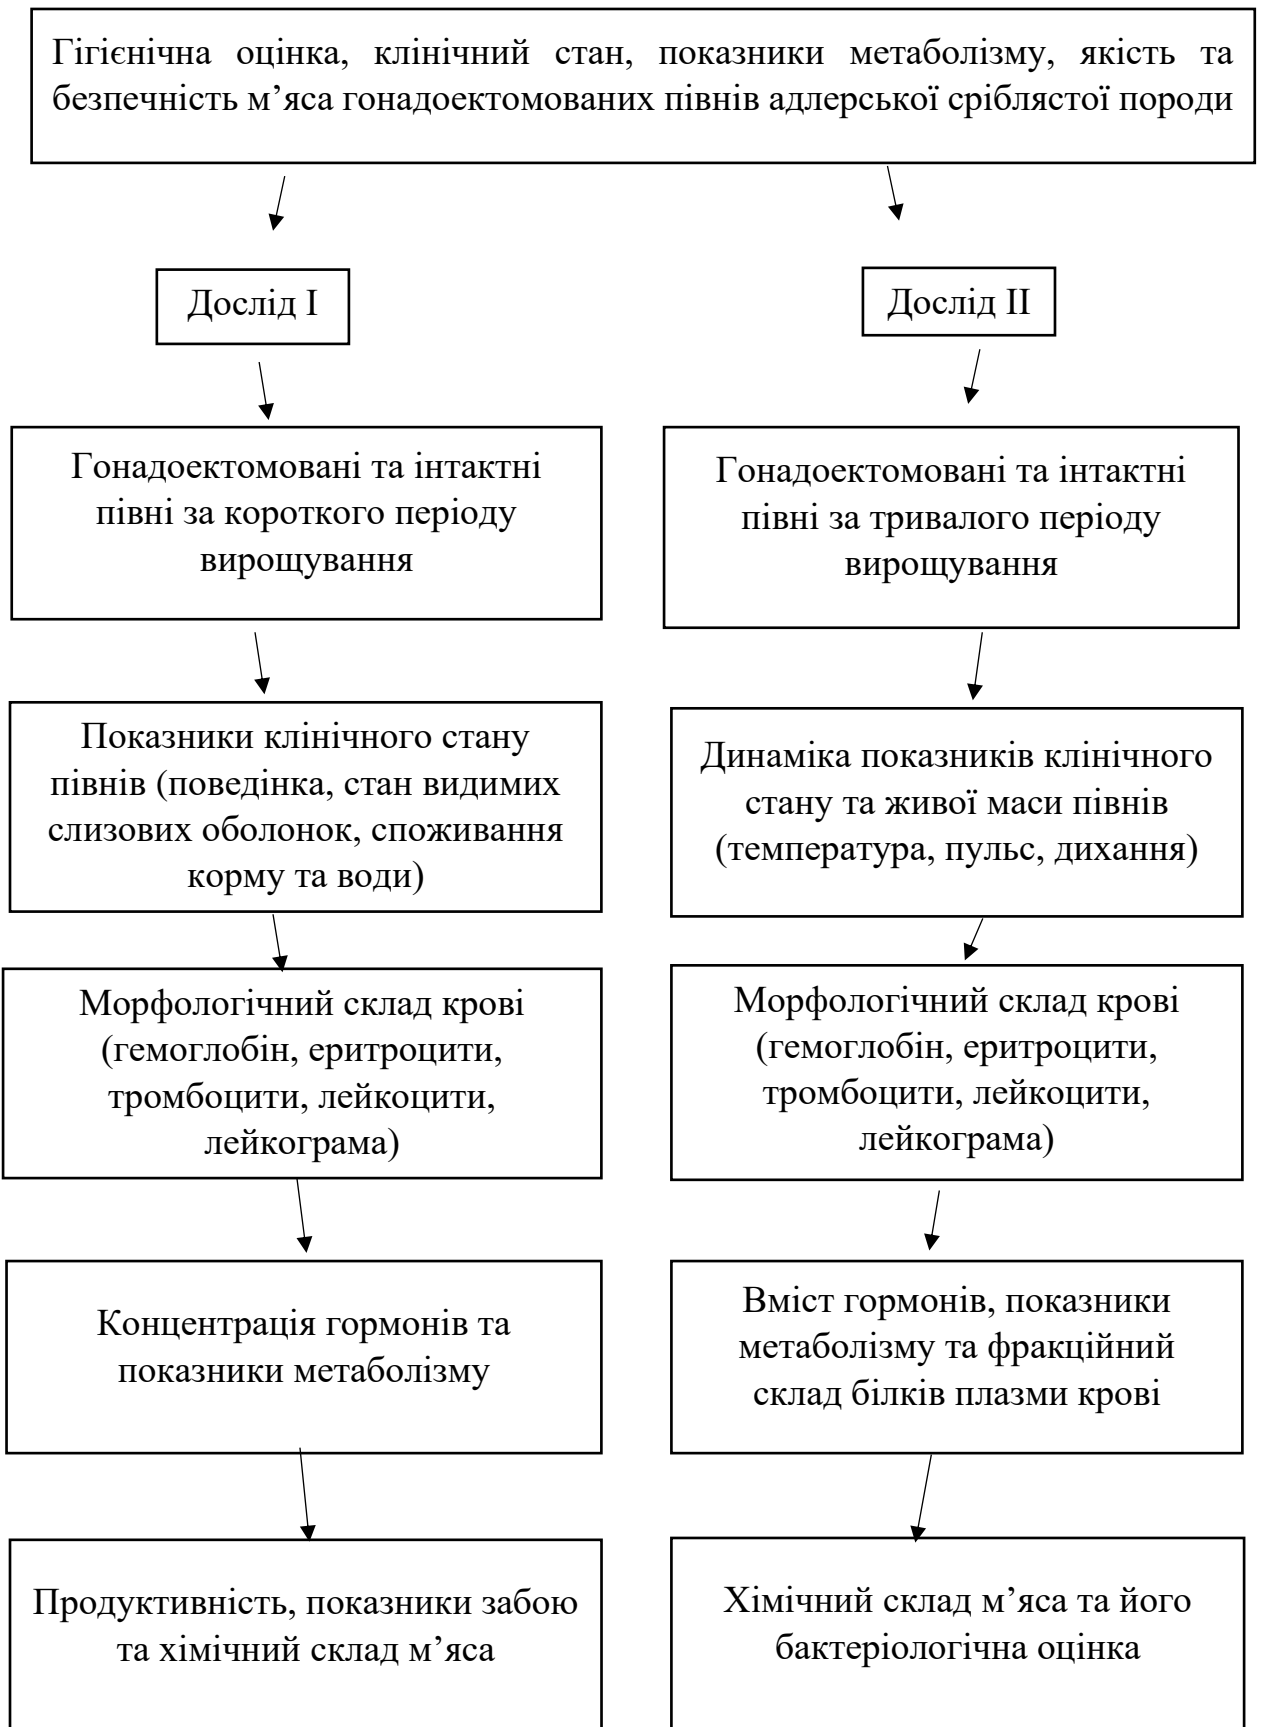 Гігієнічна оцінка, клінічний стан, показники метаболізму, якість та
безпечність м’яса гонадоектомованих півнів адлерської сріблястої породи
Дослід I
Дослід II
Гонадоектомовані та інтактні
півні за короткого періоду
вирощування
Гонадоектомовані та інтактні
півні за тривалого періоду
вирощування
Показники клінічного стану
півнів (поведінка, стан видимих
слизових оболонок, споживання
корму та води)
Динаміка показників клінічного
стану та живої маси півнів
(температура, пульс, дихання)
Морфологічний склад крові
(гемоглобін, еритроцити,
тромбоцити, лейкоцити,
лейкограма)
Морфологічний склад крові
(гемоглобін, еритроцити,
тромбоцити, лейкоцити,
лейкограма)
Концентрація гормонів та
показники метаболізму
Вміст гормонів, показники
метаболізму та фракційний
склад білків плазми крові
Продуктивність, показники забою
та хімічний склад м’яса
Хімічний склад м’яса та його
бактеріологічна оцінка